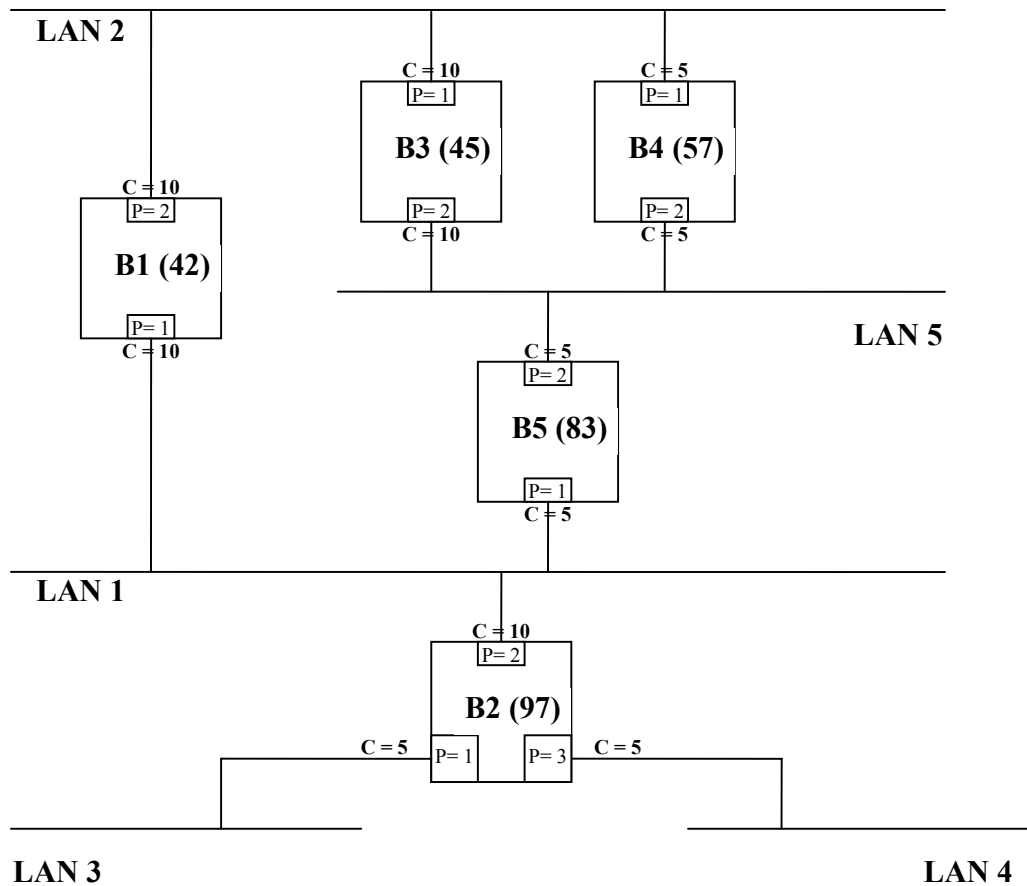 LAN 2
C = 10
C = 5
P= 1
P= 1
B3 (45)
B4 (57)
C = 10
P= 2
P= 2
P= 2
C = 10
C = 5
B1 (42)
P= 1
C = 10
LAN 5
C = 5
P= 2
B5 (83)
P= 1
C = 5
LAN 1
C = 10
P= 2
B2 (97)
C = 5
P= 1
P= 3
C = 5
LAN 3
LAN 4